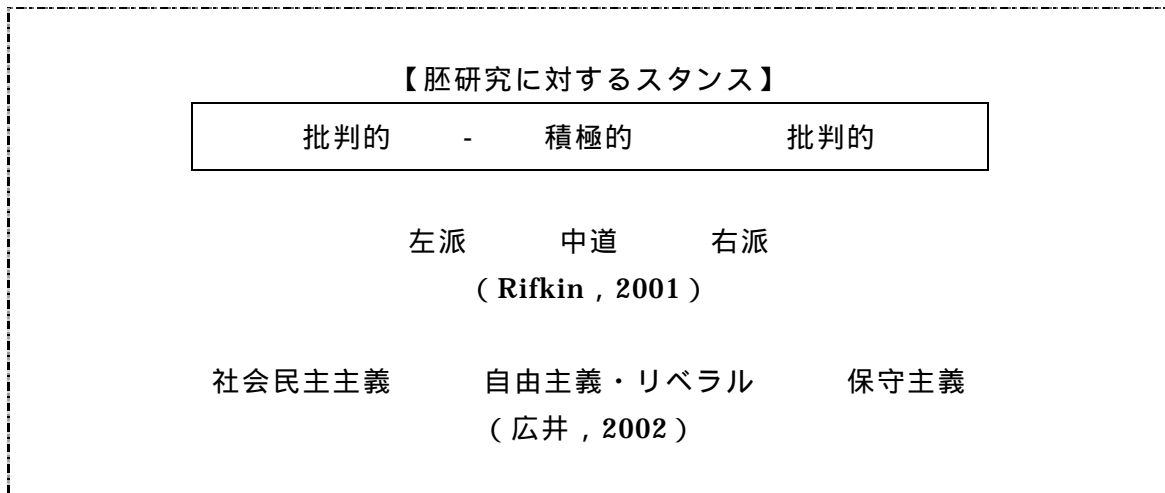 【胚研究に対するスタンス】
批判的 - 積極的 批判的
左派 中道 右派
（Rifkin，2001）
社会民主主義 自由主義・リベラル 保守主義
（広井，2002）